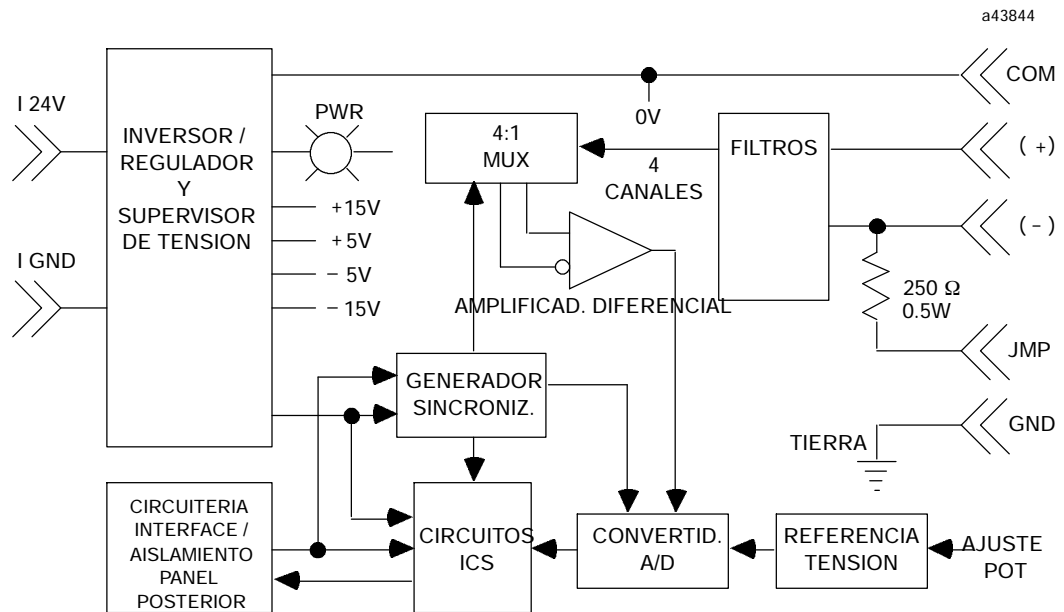 a43844
COM
I 24V
PWR
INVERSOR /
REGULADOR
Y
SUPERVISOR
DE TENSION
0V
4:1
MUX
FILTROS
( + )
4
CANALES
+15V
+5V
– 5V
– 15V
( – )
I GND
AMPLIFICAD. DIFERENCIAL
250 Ω
0.5W
JMP
GENERADOR
SINCRONIZ.
GND
TIERRA
CIRCUITERIA
INTERFACE /
AISLAMIENTO
PANEL
POSTERIOR
CIRCUITOS
ICS
CONVERTID.
A/D
REFERENCIA
TENSION
AJUSTE
POT